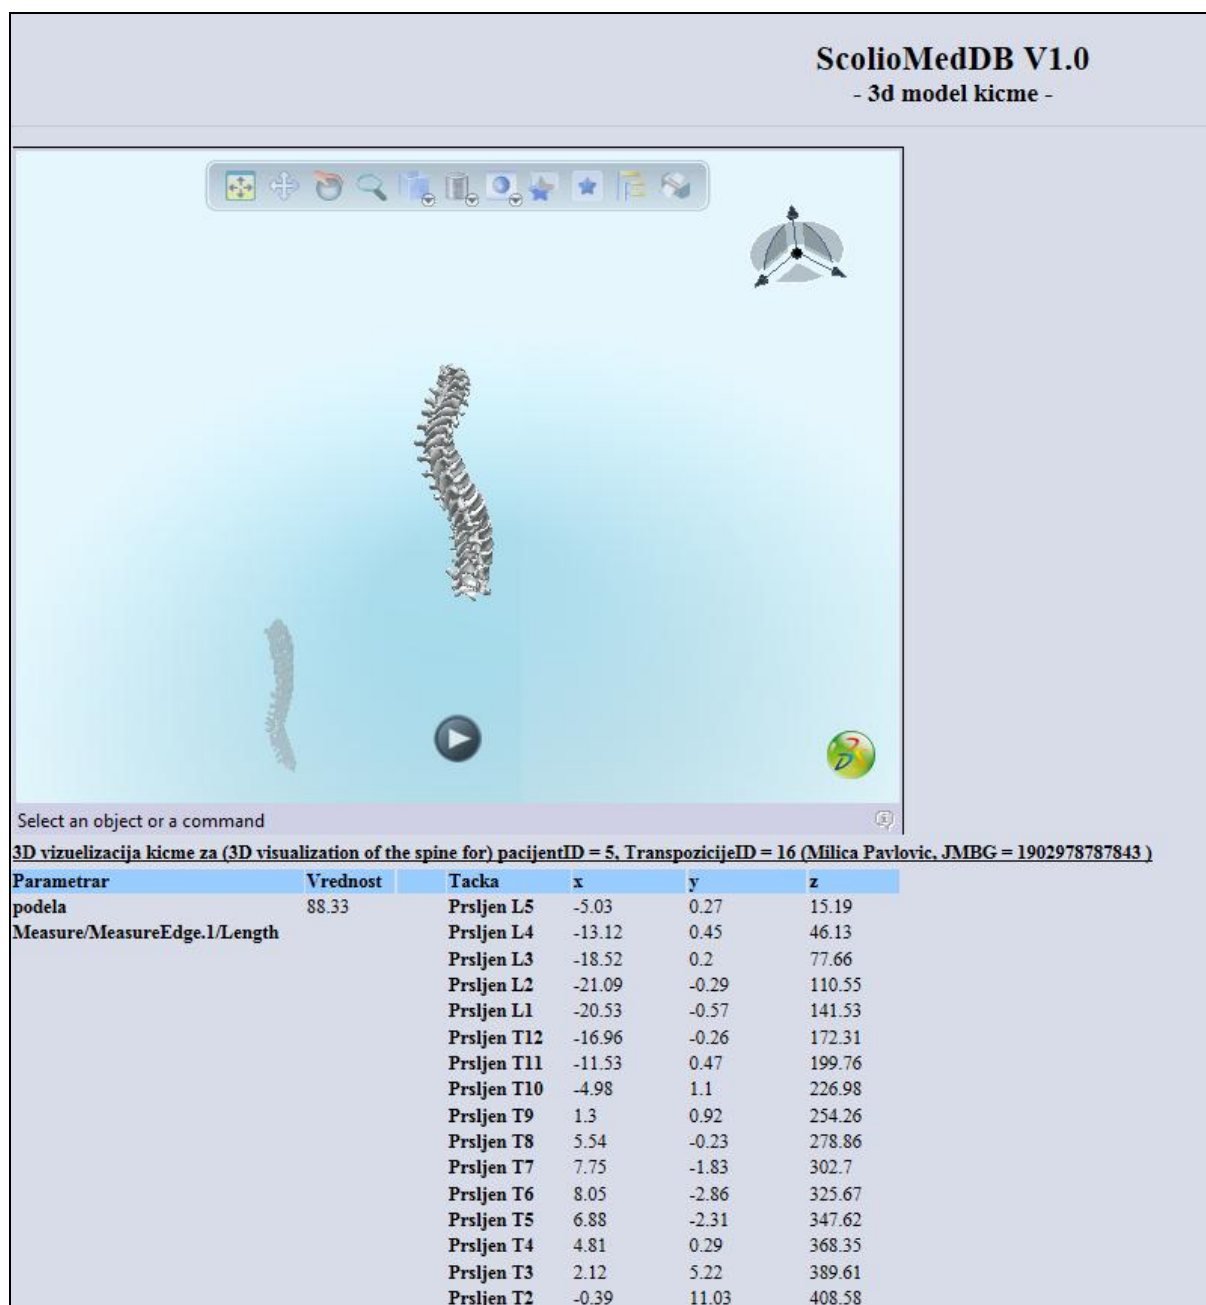 ScolioMedDB V1.0
- 3d model kicme -
Select an object or a command
3D vizuelizacija kicme za (3D visualization of the spine for) pacijentID = 5, TranspozicijeID = 16 (Milica Pavlovic, JMBG = 1902978787843 )
Parametrar Vrednost Tacka x y z
podela 88.33 Prsljen L5 -5.03 0.27 15.19
Measure/MeasureEdge.1/Length Prsljen L4 -13.12 0.45 46.13
Prsljen L3 -18.52 0.2 77.66
Prsljen L2 -21.09 -0.29 110.55
Prsljen L1 -20.53 -0.57 141.53
Prsljen T12 -16.96 -0.26 172.31
Prsljen T11 -11.53 0.47 199.76
Prsljen T10 -4.98 1.1 226.98
Prsljen T9 1.3 0.92 254.26
Prsljen T8 5.54 -0.23 278.86
Prsljen T7 7.75 -1.83 302.7
Prsljen T6 8.05 -2.86 325.67
Prsljen T5 6.88 -2.31 347.62
Prsljen T4 4.81 0.29 368.35
Prsljen T3 2.12 5.22 389.61
Prsljen T2 -0.39 11.03 408.58